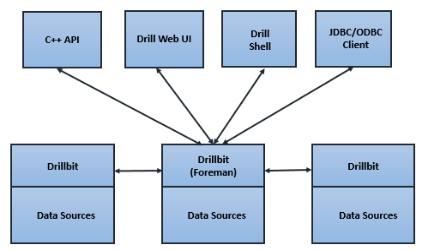 C++ API
Drill Web UI
Drill
Shell
JDBC/ODBC
Client
Drillbit
Drillbit
(Foreman)
Drillbit
Data Sources
Data Sources
Data Sources